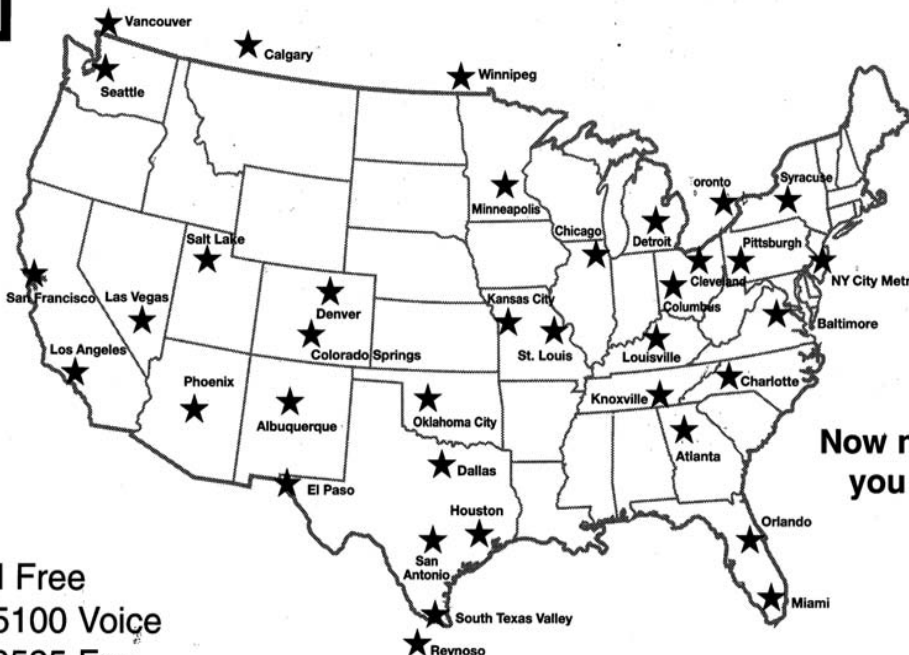 Vancouver
Calgary
Winnipeg
Seattle
Minneapolis
oronto
Syracuse
Chicago
Detroit
Pittsburgh
Salt Lake
Cleveland
NY City Metr
San Francisco
Las Vegas
Denver
Kansas City
Columbus
Baltimore
Colorado Springs
St. Louis
Louisville
Los Angeles
Phoenix
Albuquerque
Oklahoma City
Knoxville
Charlotte
Atlanta
Now
you
El Paso
Dallas
Houston
San
Antonio
Orlando
Miami
South Texas Valley
Reynoso
Free
5100 Voice